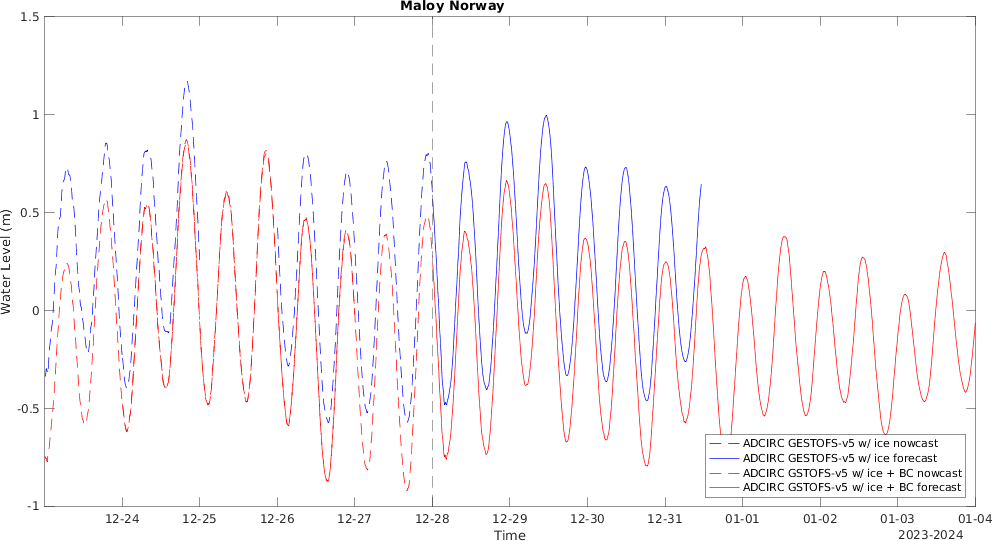 Maloy Norway
1.5
1
0.5
0
-0.5
-1
Water Level (m)
12-24 12-25 12-26 12-27 12-28 12-29 12-30 12-31 01-01 01-02 01-03 01-04
Time
2023-2024
ADCIRC GESTOFS-v5 w/ ice nowcast
ADCIRC GESTOFS-v5 w/ ice forecast
ADCIRC GSTOFS-v5 w/ ice + BC nowcast
ADCIRC GSTOFS-v5 w/ ice + BC forecast